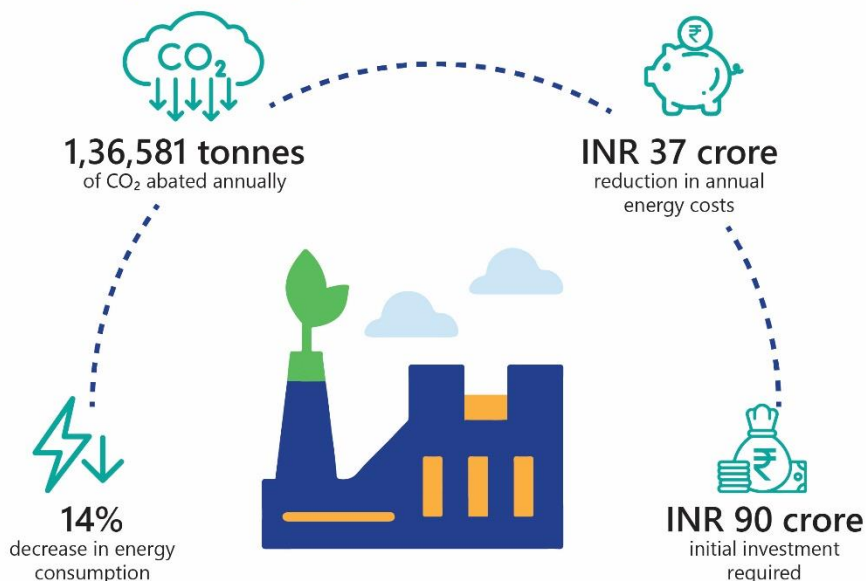 CO₂
1,36,581 tonnes
of CO₂ abated annually
₹
INR 37 crore
reduction in annual
energy costs
14%
decrease in energy
consumption
₹
INR 90 crore
initial investment
required